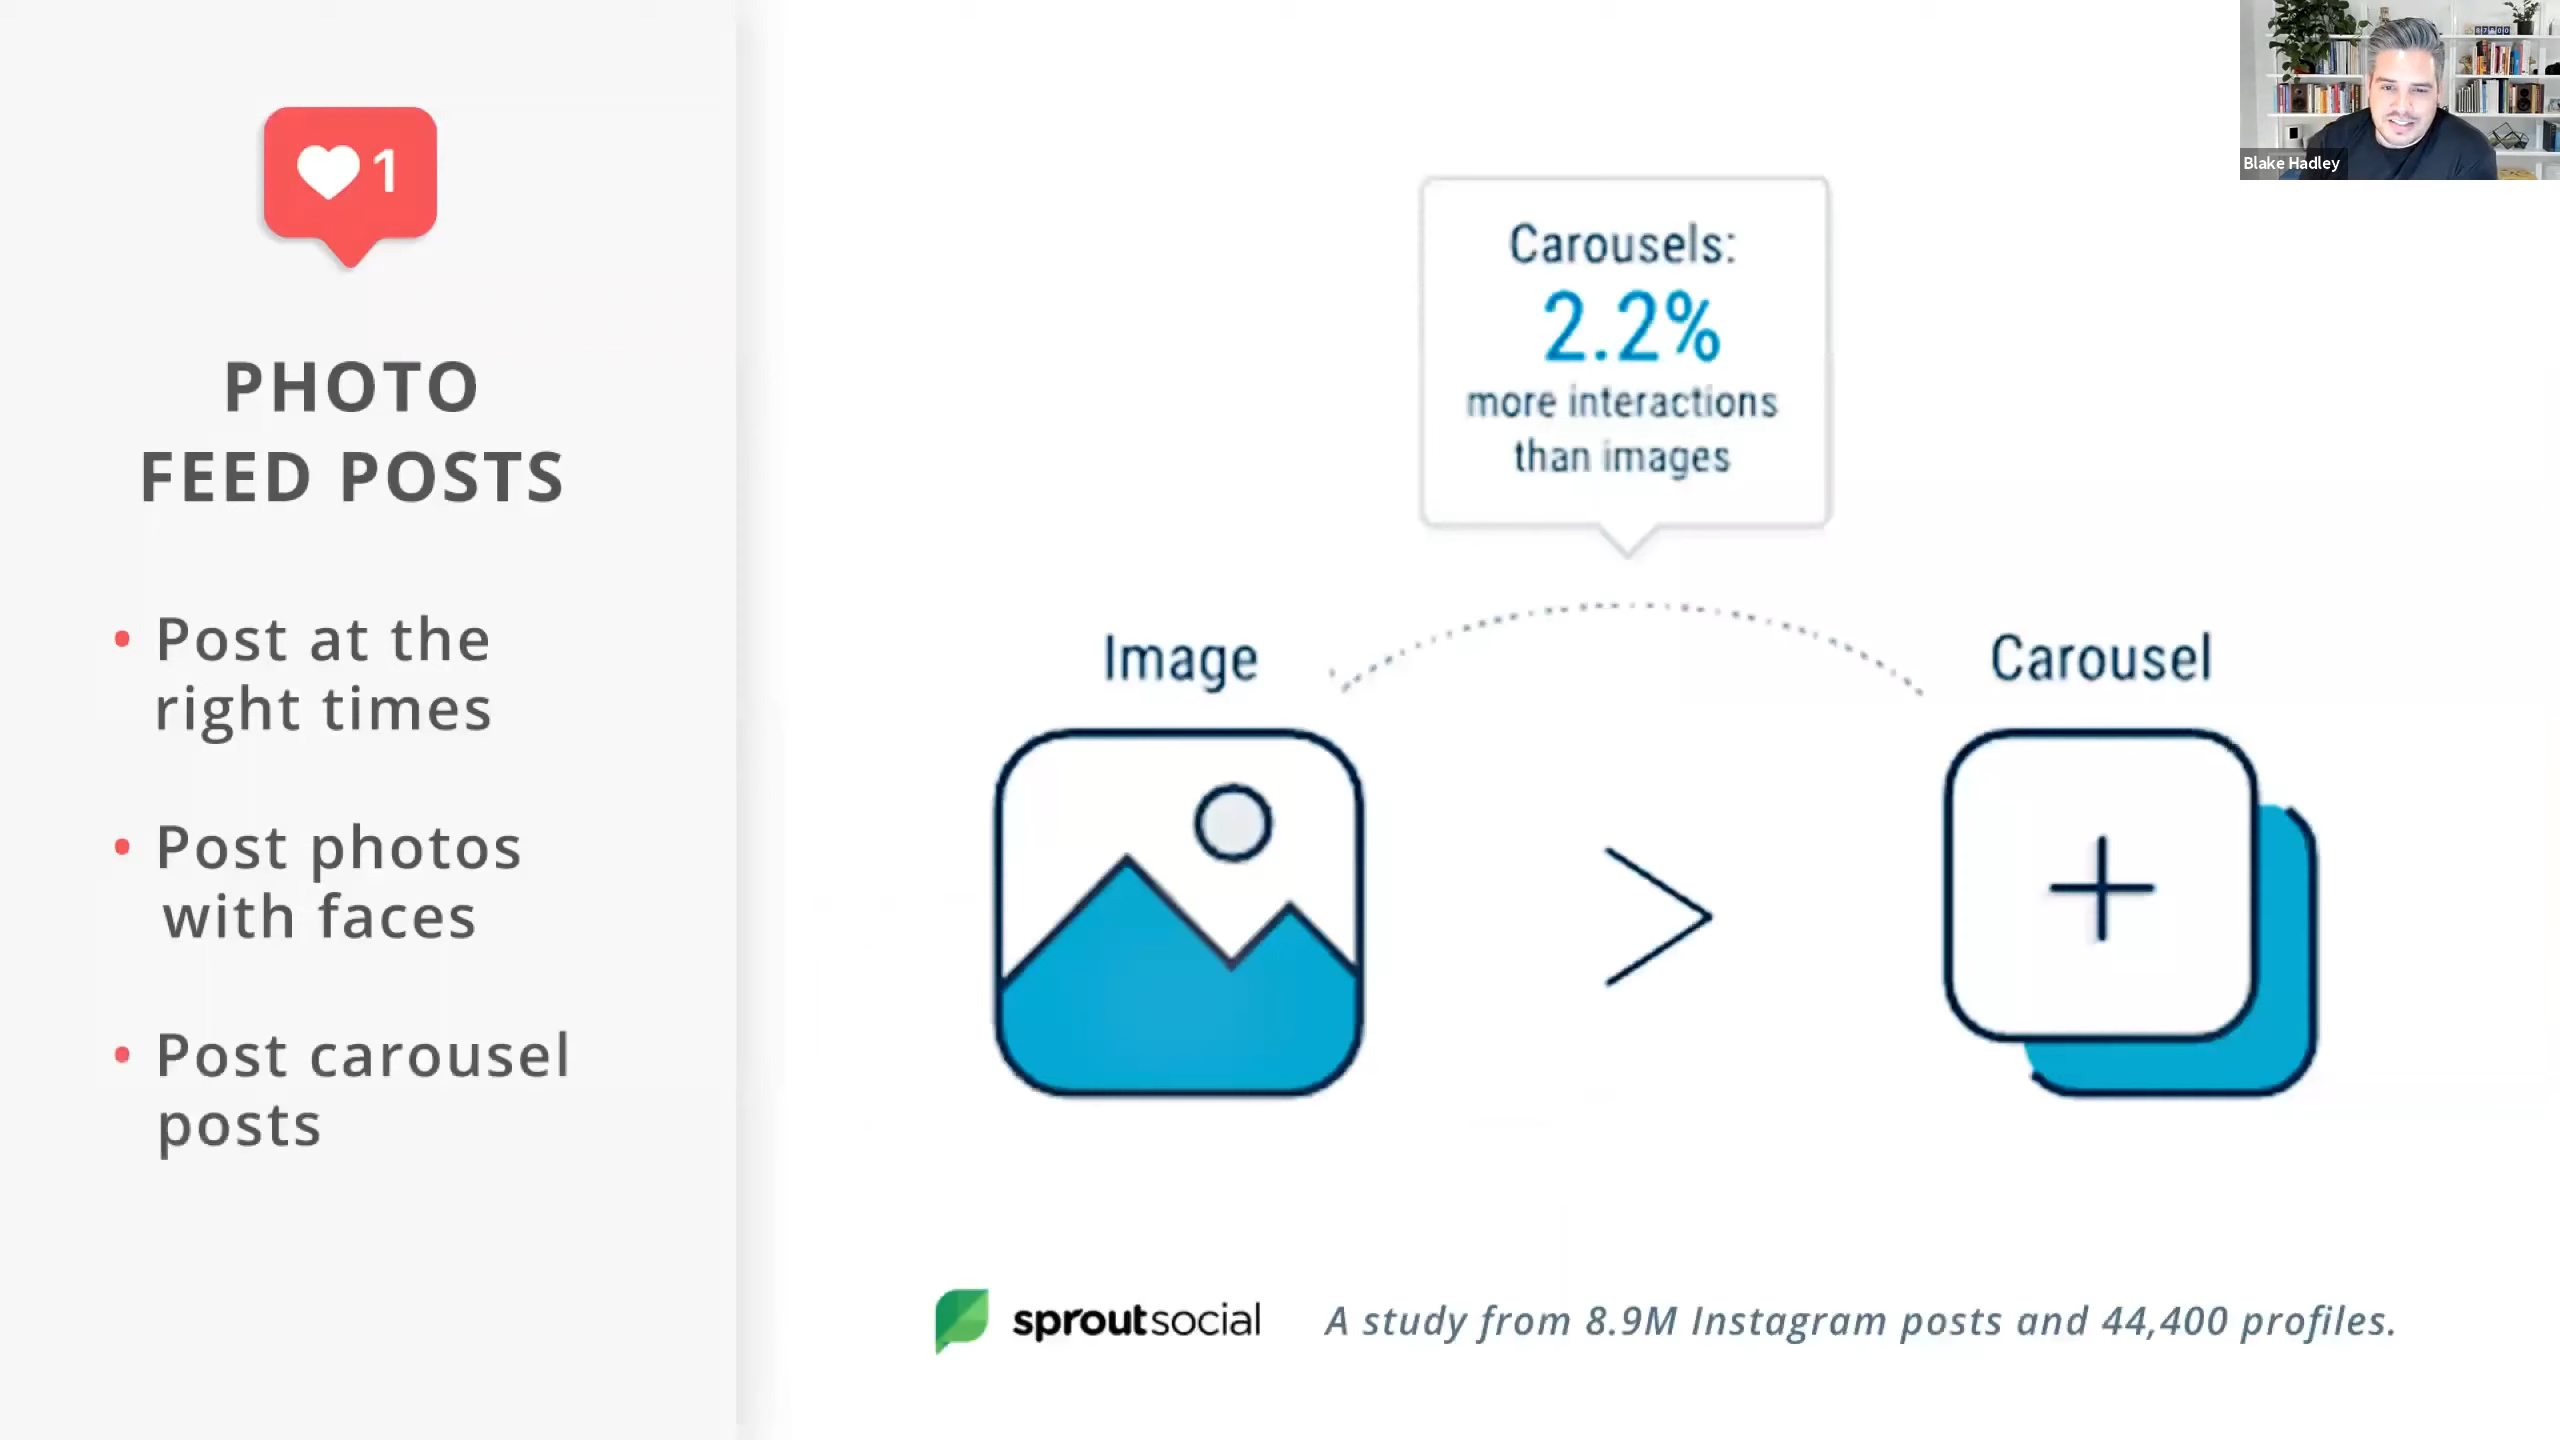 1
PHOTO
FEED POSTS
• Post at the
right times
• Post photos
with faces
• Post carousel
posts
Carousels:
2.2%
more interactions
than images
Image
>
Carousel
+
sproutsocial
A study from 8.9M Instagram posts and 44,400 profiles.
Blake Hadley